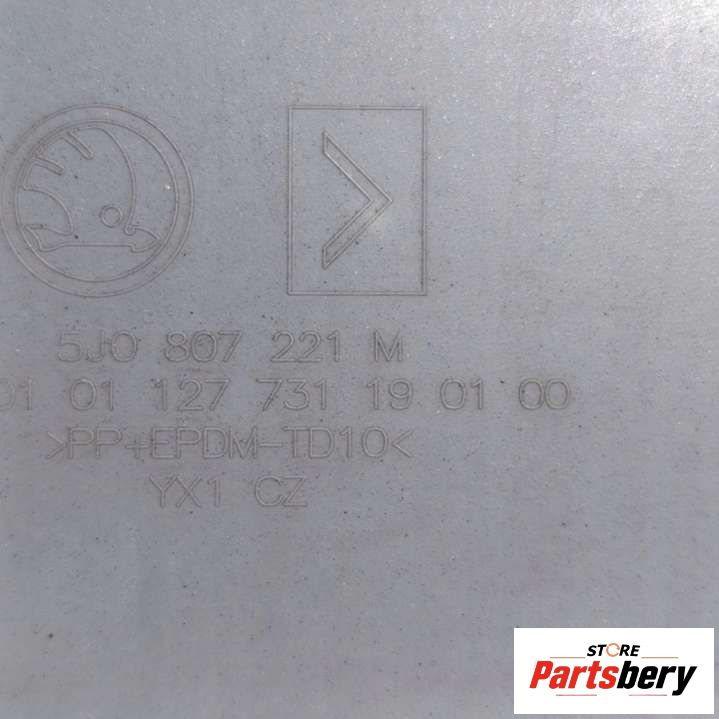 5J0 807 221 M
01 01 127 731 19 01 00
>PP+EPDM-TD10<
YX1 CZ
STORE
Partsbery